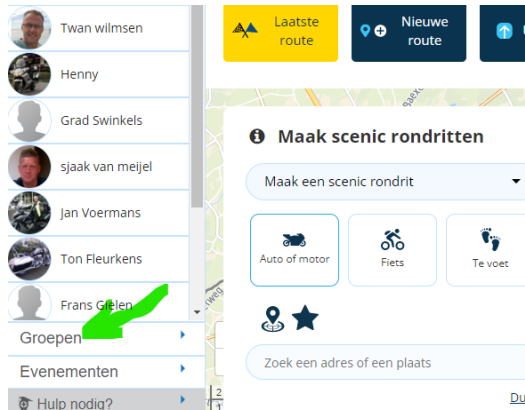 Twan wilmsen
Henny
Grad Swinkels
sjaak van meijel
Jan Voermans
Ton Fleurkens
Frans Gielen
Groepen
Evenementen
Hulp nodig?
Laatste
route
Nieuwe
route
Maak scenic rondritten
Maak een scenic rondrit
Auto of motor
Fiets
Te voet
Zoek een adres of een plaats
2
Du